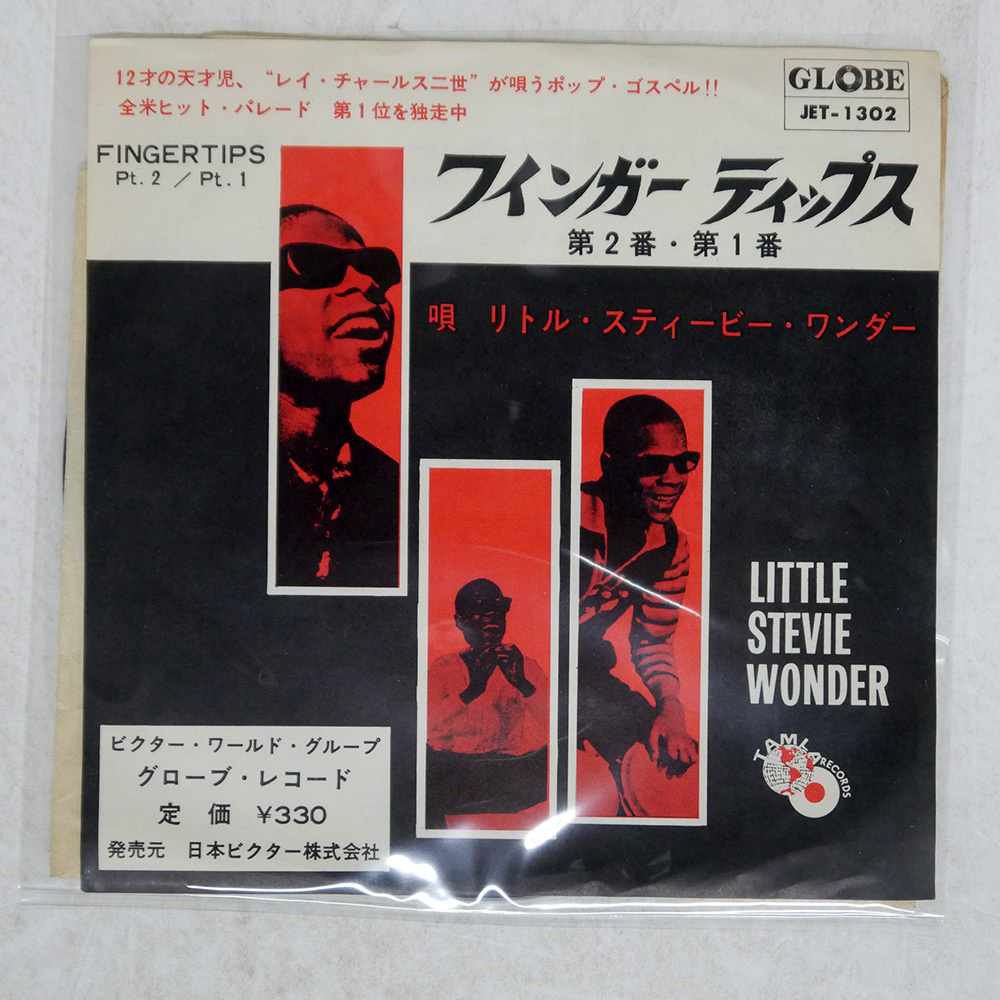 12才の天才児、“レイ・チャールス二世”が唄うポップ・ゴスペル!!
全米ヒット・パレード 第1位を独走中
GLOBE
JET-1302
FINGERTIPS
Pt. 2 / Pt. 1
フインガー ティップス
第2番・第1番
唄 リトル・スティービー・ワンダー
LITTLE
STEVIE
WONDER
TAMLA RECORDS
ビクター・ワールド・グループ
グローブ・レコード
定価 ¥330
発売元 日本ビクター株式会社